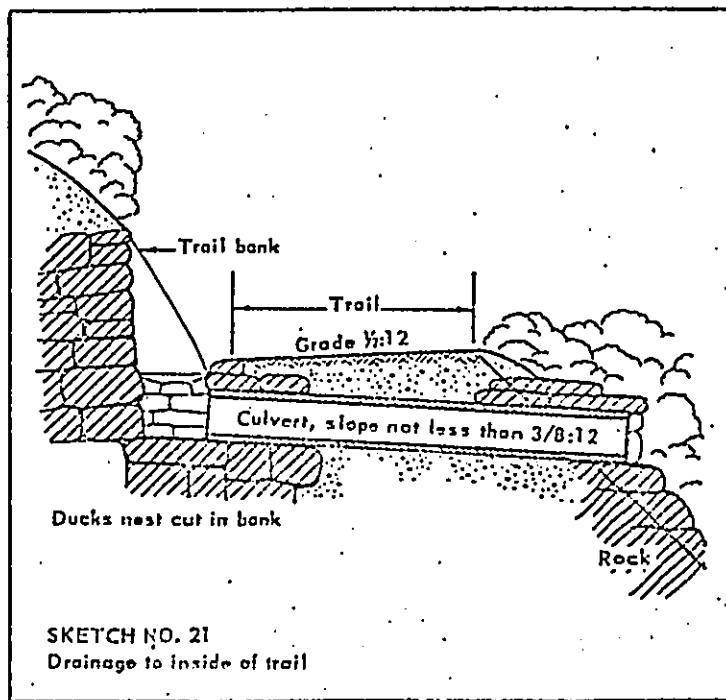 Trail bank
Trail
Grade ½:12
Culvert, slope not less than 3/8:12
Ducks nest cut in bank
Rock
SKETCH NO. 21
Drainage to inside of trail